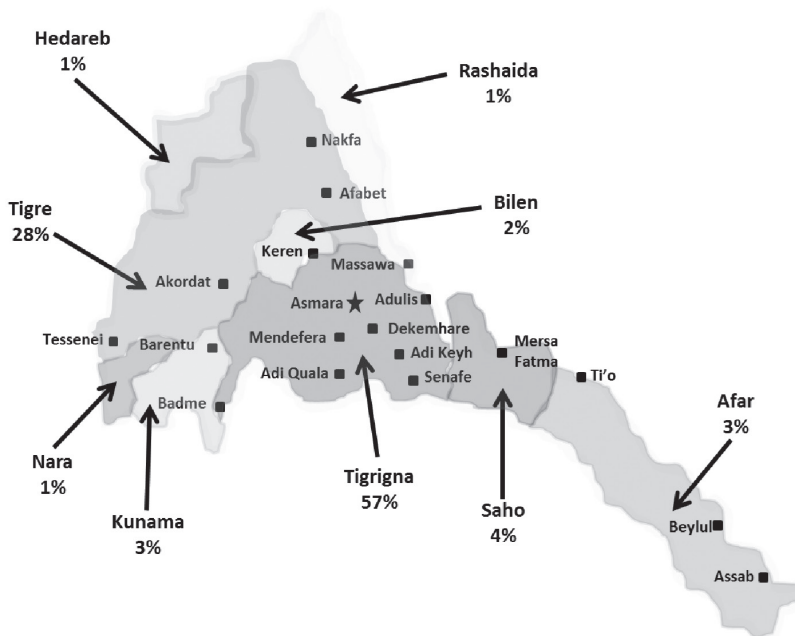 Hedareb
1%
Rashaida
1%
Nakfa
Afabet
Tigre
28%
Bilen
2%
Keren
Massawa
Akordat
Asmara
Adulis
Tessenei
Barentu
Mendefera
Dekemhare
Adi Keyh
Mersa
Fatma
Adi Quala
Senafe
Ti'o
Badme
Afar
3%
Nara
1%
Tigrigna
57%
Saho
4%
Kunama
3%
Beylul
Assab